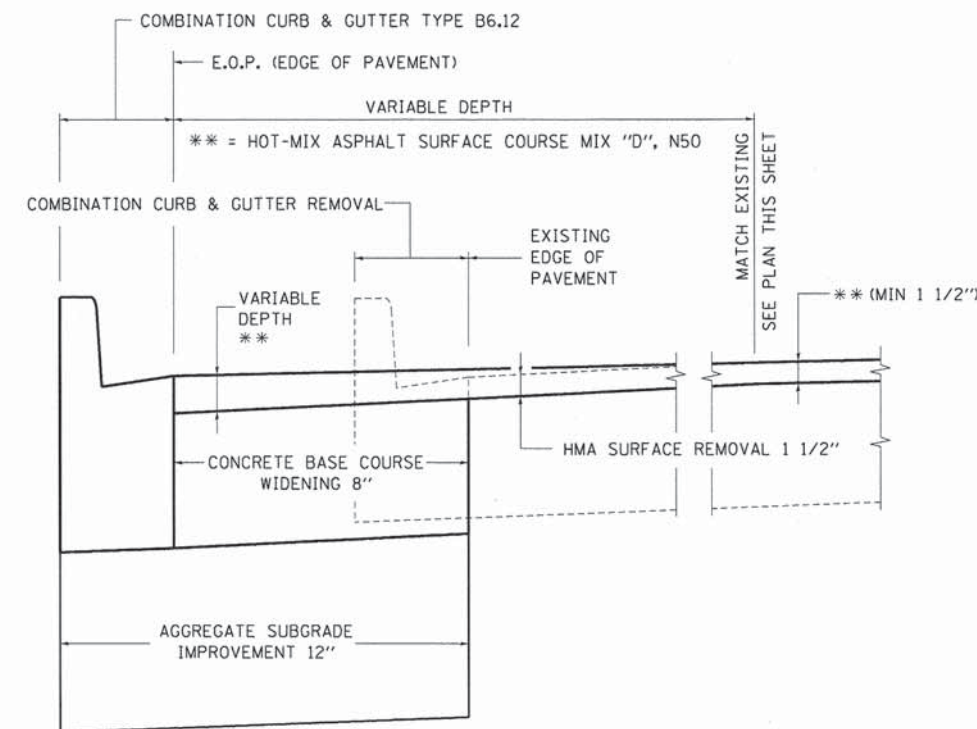 COMBINATION CURB & GUTTER TYPE B6.12
E.O.P. (EDGE OF PAVEMENT)
VARIABLE DEPTH
** = HOT-MIX ASPHALT SURFACE COURSE MIX "D", N50
COMBINATION CURB & GUTTER REMOVAL
EXISTING
EDGE OF
PAVEMENT
MATCH EXISTING
SEE PLAN THIS SHEET
VARIABLE
DEPTH
**
** (MIN 1 1/2")
HMA SURFACE REMOVAL 1 1/2"
CONCRETE BASE COURSE
WIDENING 8"
AGGREGATE SUBGRADE
IMPROVEMENT 12"